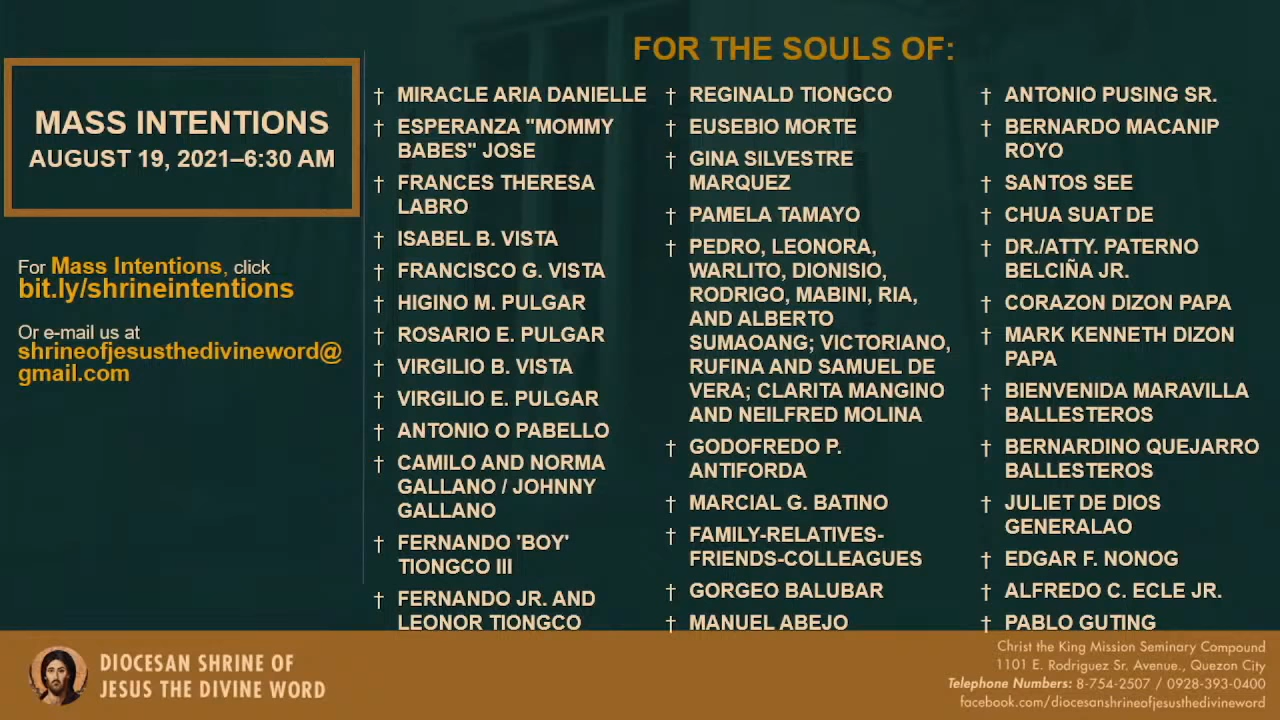 FOR THE SOULS OF:
MASS INTENTIONS
AUGUST 19, 2021–6:30 AM
For Mass Intentions, click
bit.ly/shrineintentions
Or e-mail us at
shrineofjesusthedivineword@
gmail.com
† MIRACLE ARIA DANIELLE
† ESPERANZA "MOMMY
BABES" JOSE
† FRANCES THERESA
LABRO
† ISABEL B. VISTA
† FRANCISCO G. VISTA
† HIGINO M. PULGAR
† ROSARIO E. PULGAR
† VIRGILIO B. VISTA
† VIRGILIO E. PULGAR
† ANTONIO O PABELLO
† CAMILO AND NORMA
GALLANO / JOHNNY
GALLANO
† FERNANDO 'BOY'
TIONGCO III
† FERNANDO JR. AND
LEONOR TIONGCO
† REGINALD TIONGCO
† EUSEBIO MORTE
† GINA SILVESTRE
MARQUEZ
† PAMELA TAMAYO
† PEDRO, LEONORA,
WARLITO, DIONISIO,
RODRIGO, MABINI, RIA,
AND ALBERTO
SUMAOANG; VICTORIANO,
RUFINA AND SAMUEL DE
VERA; CLARITA MANGINO
AND NEILFRED MOLINA
† GODOFREDO P.
ANTIFORDA
† MARCIAL G. BATINO
† FAMILY-RELATIVES-
FRIENDS-COLLEAGUES
† GORGEO BALUBAR
† MANUEL ABEJO
† ANTONIO PUSING SR.
† BERNARDO MACANIP
ROYO
† SANTOS SEE
† CHUA SUAT DE
† DR./ATTY. PATERNO
BELCIÑA JR.
† CORAZON DIZON PAPA
† MARK KENNETH DIZON
PAPA
† BIENVENIDA MARAVILLA
BALLESTEROS
† BERNARDINO QUEJARRO
BALLESTEROS
† JULIET DE DIOS
GENERALAO
† EDGAR F. NONOG
† ALFREDO C. ECLE JR.
† PABLO GUTING
DIOCESAN SHRINE OF
JESUS THE DIVINE WORD
Christ the King Mission Seminary Compound
1101 E. Rodriguez Sr. Avenue., Quezon City
Telephone Numbers: 8-754-2507 / 0928-393-0400
facebook.com/diocesanshrineofjesusthedivineword